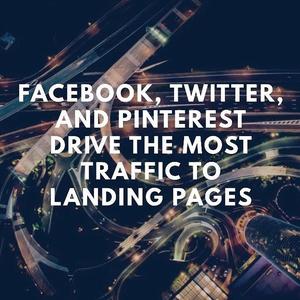 FACEBOOK, TWITTER,
AND PINTEREST
DRIVE THE MOST
TRAFFIC TO
LANDING PAGES